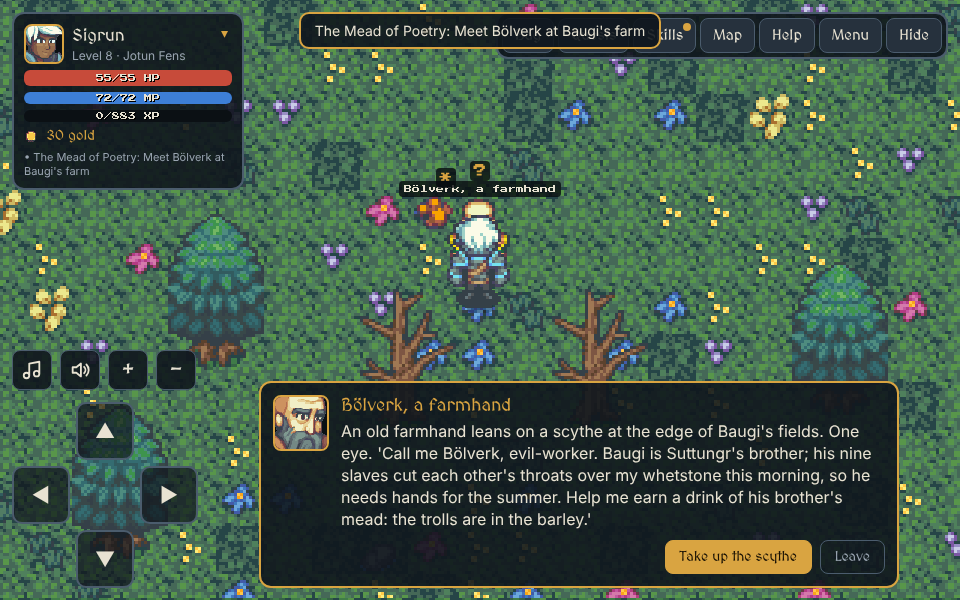 Sigrun
Level 8 · Jotun Fens
55/55 HP
72/72 MP
0/883 XP
30 gold
• The Mead of Poetry: Meet Bölverk at
Baugi's farm
The Mead of Poetry: Meet Bölverk at Baugi's farm
Map
Help
Menu
Hide
?
Bölverk, a farmhand
+
−
Bölverk, a farmhand
An old farmhand leans on a scythe at the edge of Baugi's fields. One
eye. 'Call me Bölverk, evil-worker. Baugi is Suttungr's brother; his nine
slaves cut each other's throats over my whetstone this morning, so he
needs hands for the summer. Help me earn a drink of his brother's
mead: the trolls are in the barley.'
Take up the scythe
Leave